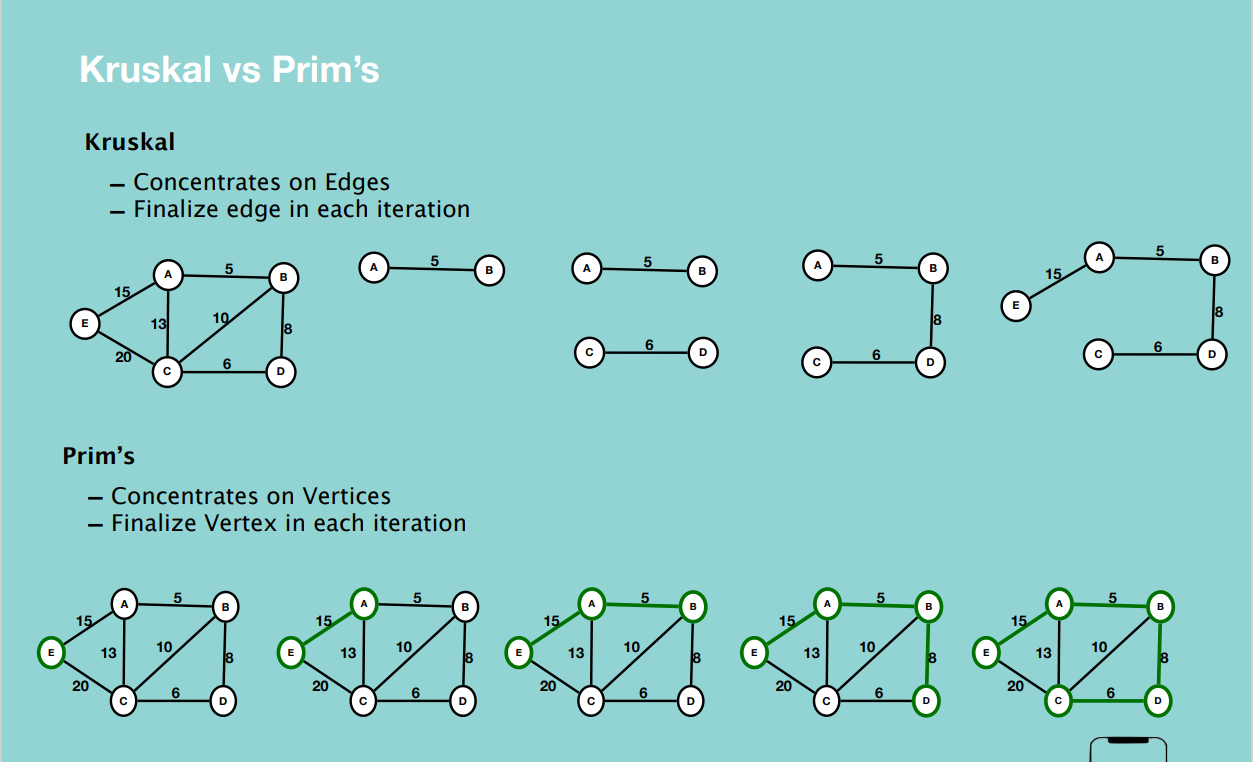 Kruskal vs Prim’s
Kruskal
– Concentrates on Edges
– Finalize edge in each iteration
A 5 B
15 13 10 8
E
20 C 6 D
A 5 B
A 5 B
C 6 D
A 5 B
8
C 6 D
A 5 B
15
E 8
C 6 D
Prim’s
– Concentrates on Vertices
– Finalize Vertex in each iteration
A 5 B
15 10
E 13 8
20 C 6 D
A 5 B
15 10
E 13 8
20 C 6 D
A 5 B
15 10
E 13 8
20 C 6 D
A 5 B
15 10
E 13 8
20 C 6 D
A 5 B
15 10
E 13 8
20 C 6 D